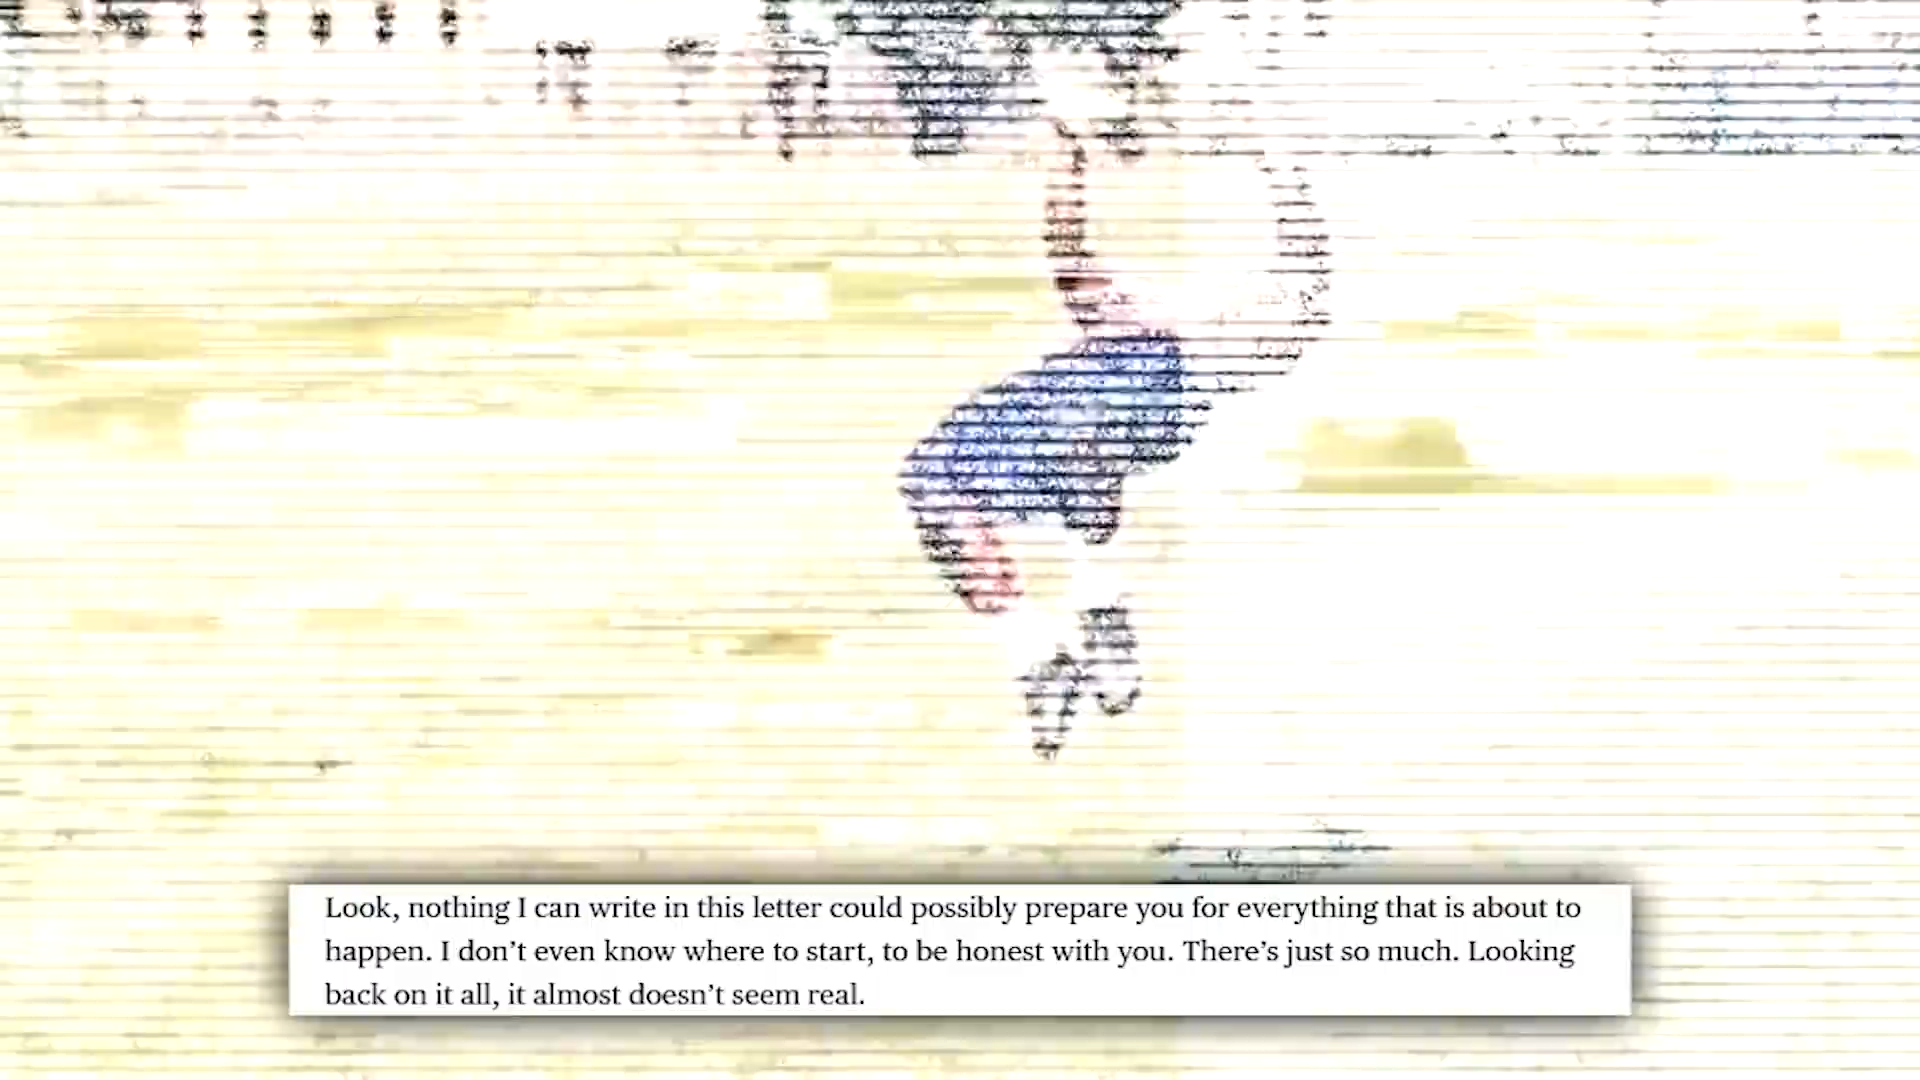 Look, nothing I can write in this letter could possibly prepare you for everything that is about to
happen. I don’t even know where to start, to be honest with you. There’s just so much. Looking
back on it all, it almost doesn’t seem real.